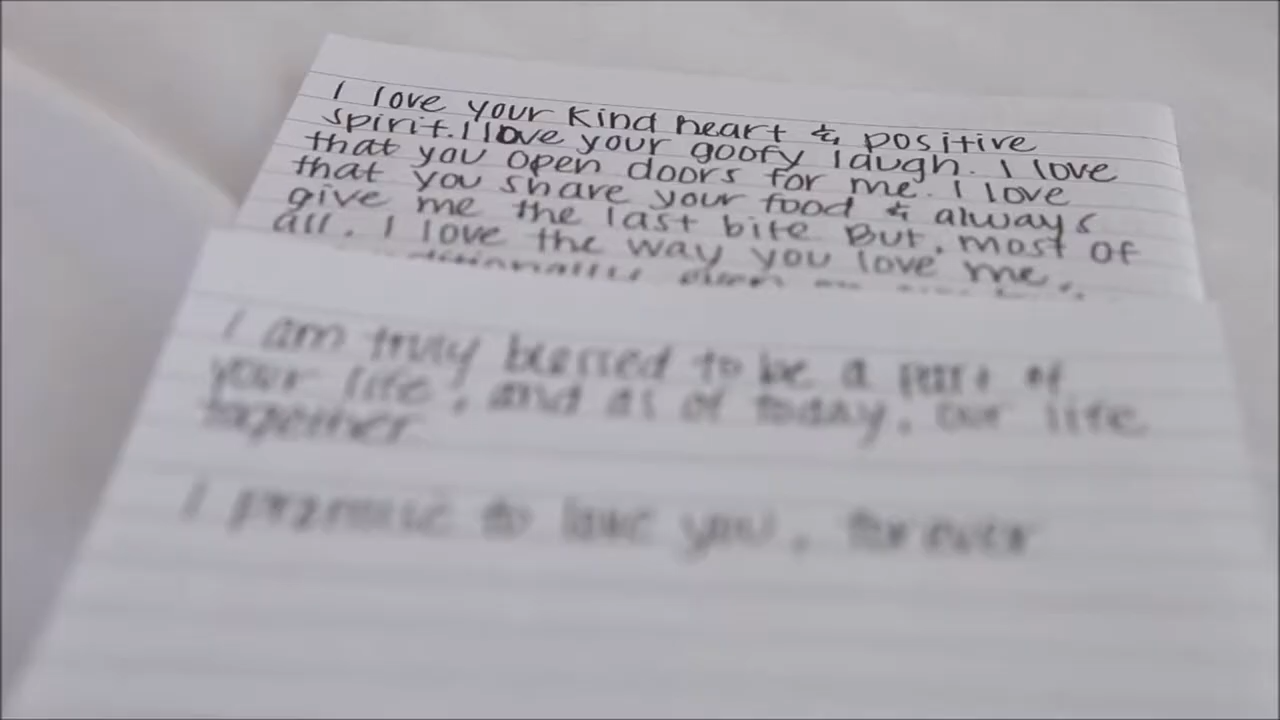 I love your kind heart & positive
spirit. I love your goofy laugh. I love
that you open doors for me. I love
that you share your food & always
give me the last bite But, most of
all. I love the way you love me.
I am truly blessed to be a part of
your life, and as of today, our life
together
I promise to love you, forever